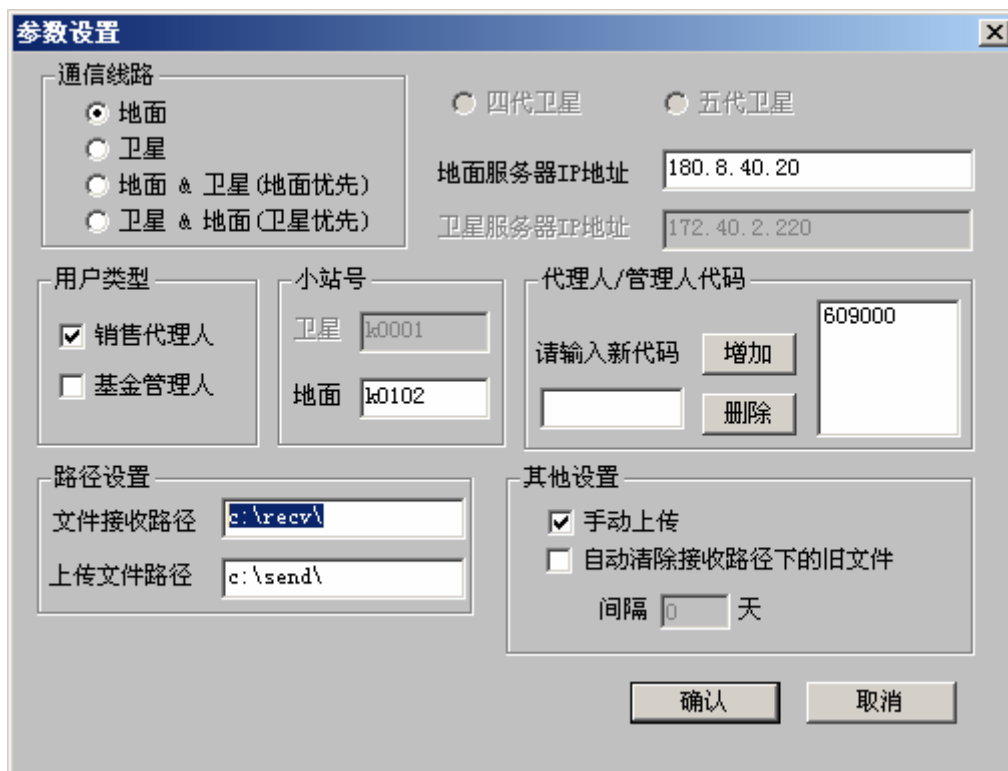 参数设置
通信线路
地面
卫星
地面 & 卫星(地面优先)
卫星 & 地面(卫星优先)
四代卫星 五代卫星
地面服务器IP地址 180.8.40.20
卫星服务器IP地址 172.40.2.220
用户类型
销售代理人
基金管理人
小站号
卫星 k0001
地面 k0102
代理人/管理人代码
请输入新代码 增加
删除
609000
路径设置
文件接收路径 c:\recv\
上传文件路径 c:\send\
其他设置
手动上传
自动清除接收路径下的旧文件
间隔 0 天
确认 取消